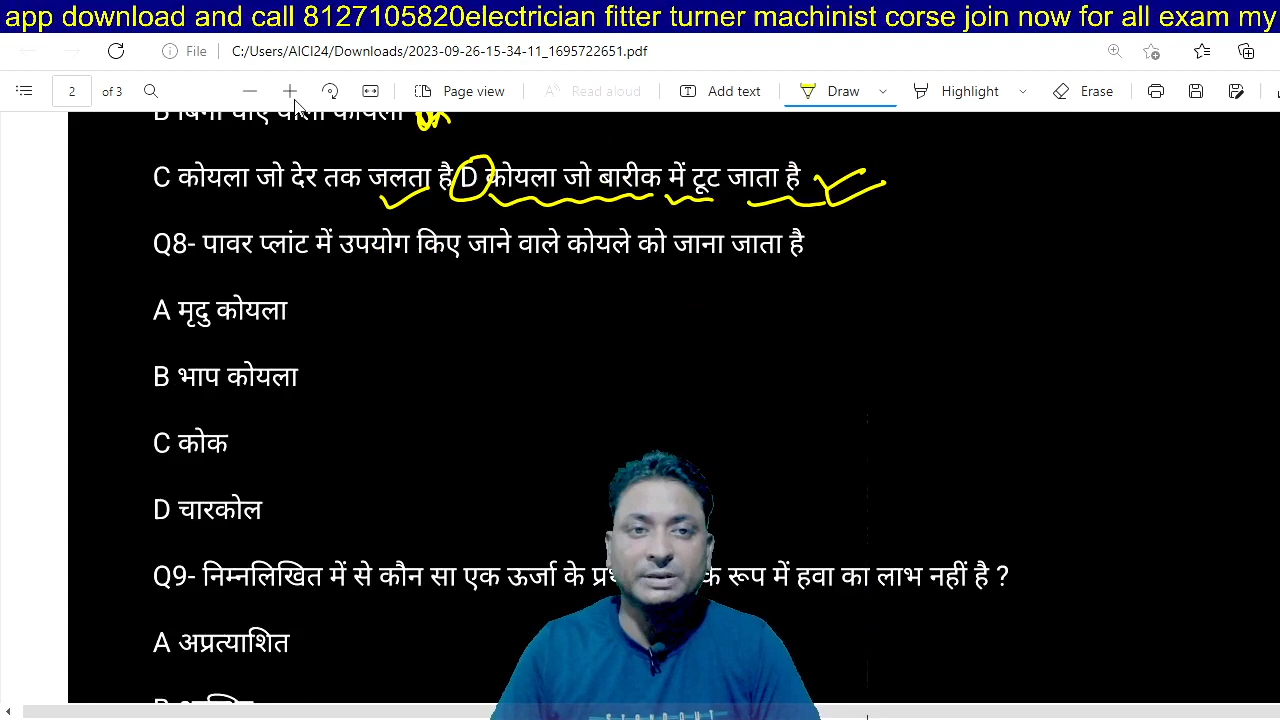 app download and call 8127105820electrician fitter turner machinist corse join now for all exam my
File C:/Users/AICI24/Downloads/2023-09-26-15-34-11_1695722651.pdf
2 of 3 Page view Read aloud Add text Draw Highlight Erase
कोयला
C कोयला जो देर तक जलता है D कोयला जो बारीक में टूट जाता है
Q8- पावर प्लांट में उपयोग किए जाने वाले कोयले को जाना जाता है
A मृदु कोयला
B भाप कोयला
C कोक
D चारकोल
Q9- निम्नलिखित में से कौन सा एक ऊर्जा के रूप में हवा का लाभ नहीं है ?
A अप्रत्याशित